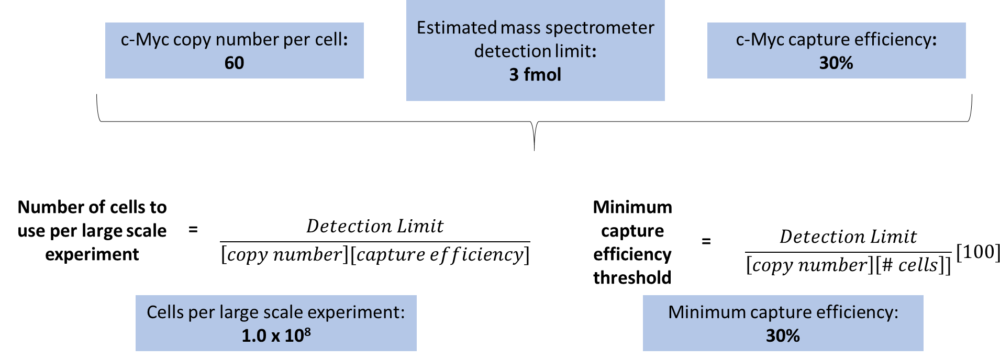 c-Myc copy number per cell:
60
Estimated mass spectrometer
detection limit:
3 fmol
c-Myc capture efficiency:
30%
Number of cells to
use per large scale
experiment
=
Detection Limit
[copy number][capture efficiency]
Minimum
capture
efficiency
threshold
=
Detection Limit
[copy number][# cells]]
[100]
Cells per large scale experiment:
1.0 x 10⁸
Minimum capture efficiency:
30%